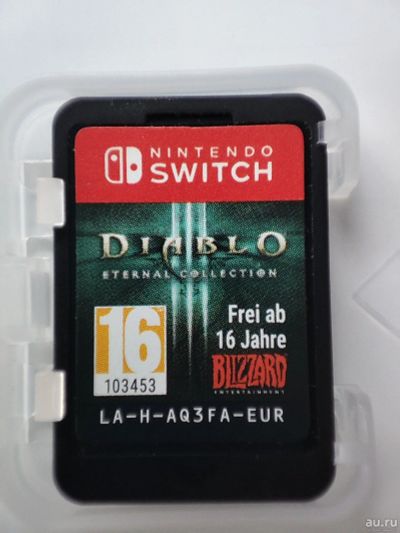 NINTENDO
SWITCH
DIABLO
ETERNAL COLLECTION
16
103453
Frei ab
16 Jahre
BLIZZARD
ENTERTAINMENT
LA-H-AQ3FA-EUR
au.ru